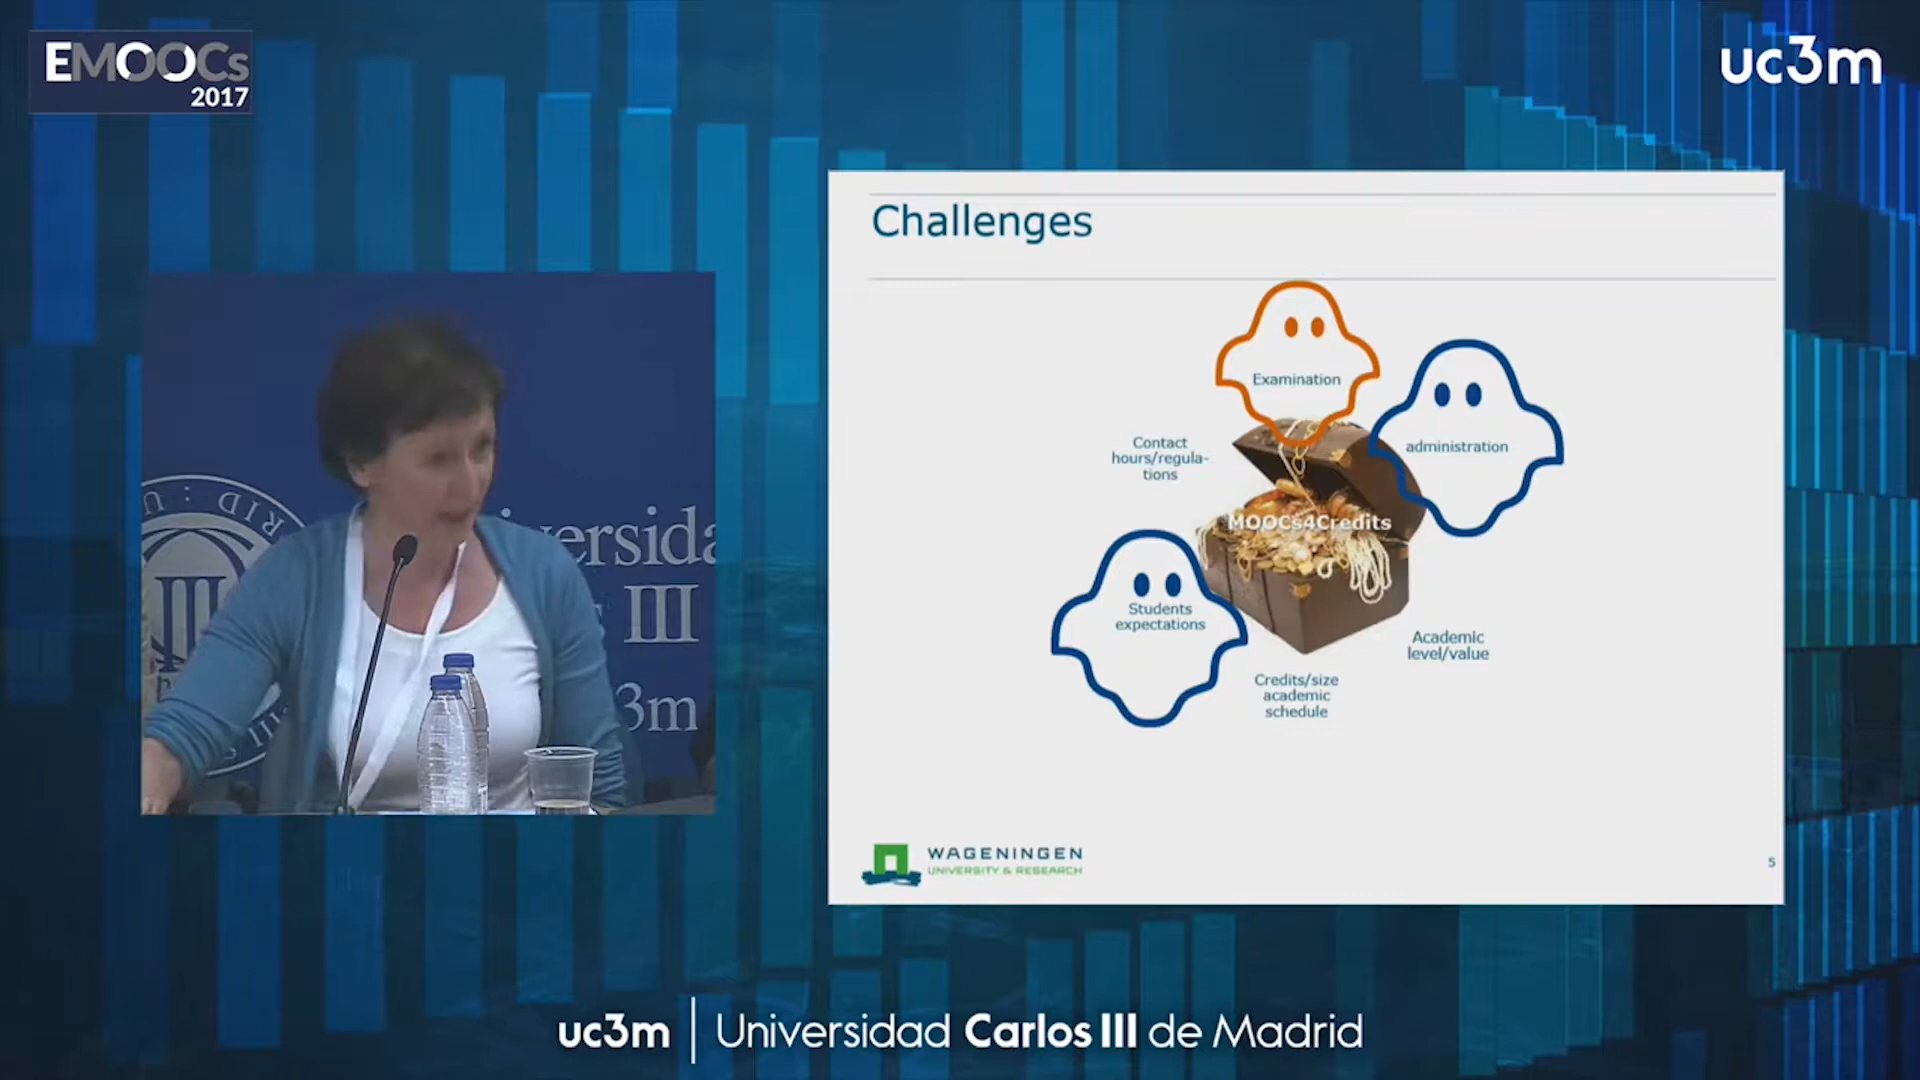 EMOOCs
2017
uc3m
Challenges
Examination
administration
Contact
hours/regula-
tions
MOOCs4Credits
Students
expectations
Academic
level/value
Credits/size
academic
schedule
WAGENINGEN
UNIVERSITY & RESEARCH
5
III
3m
uc3m | Universidad Carlos III de Madrid